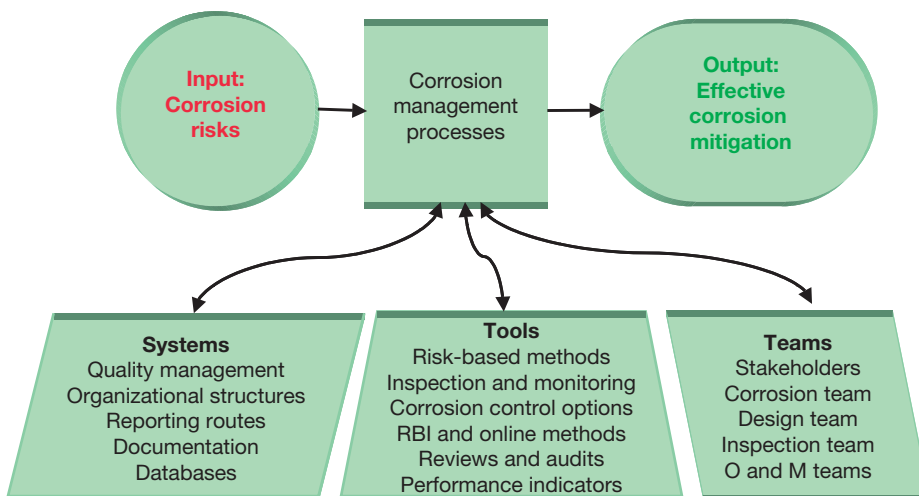 Input:
Corrosion
risks
Corrosion
management
processes
Output:
Effective
corrosion
mitigation
Systems
Quality management
Organizational structures
Reporting routes
Documentation
Databases
Tools
Risk-based methods
Inspection and monitoring
Corrosion control options
RBI and online methods
Reviews and audits
Performance indicators
Teams
Stakeholders
Corrosion team
Design team
Inspection team
O and M teams